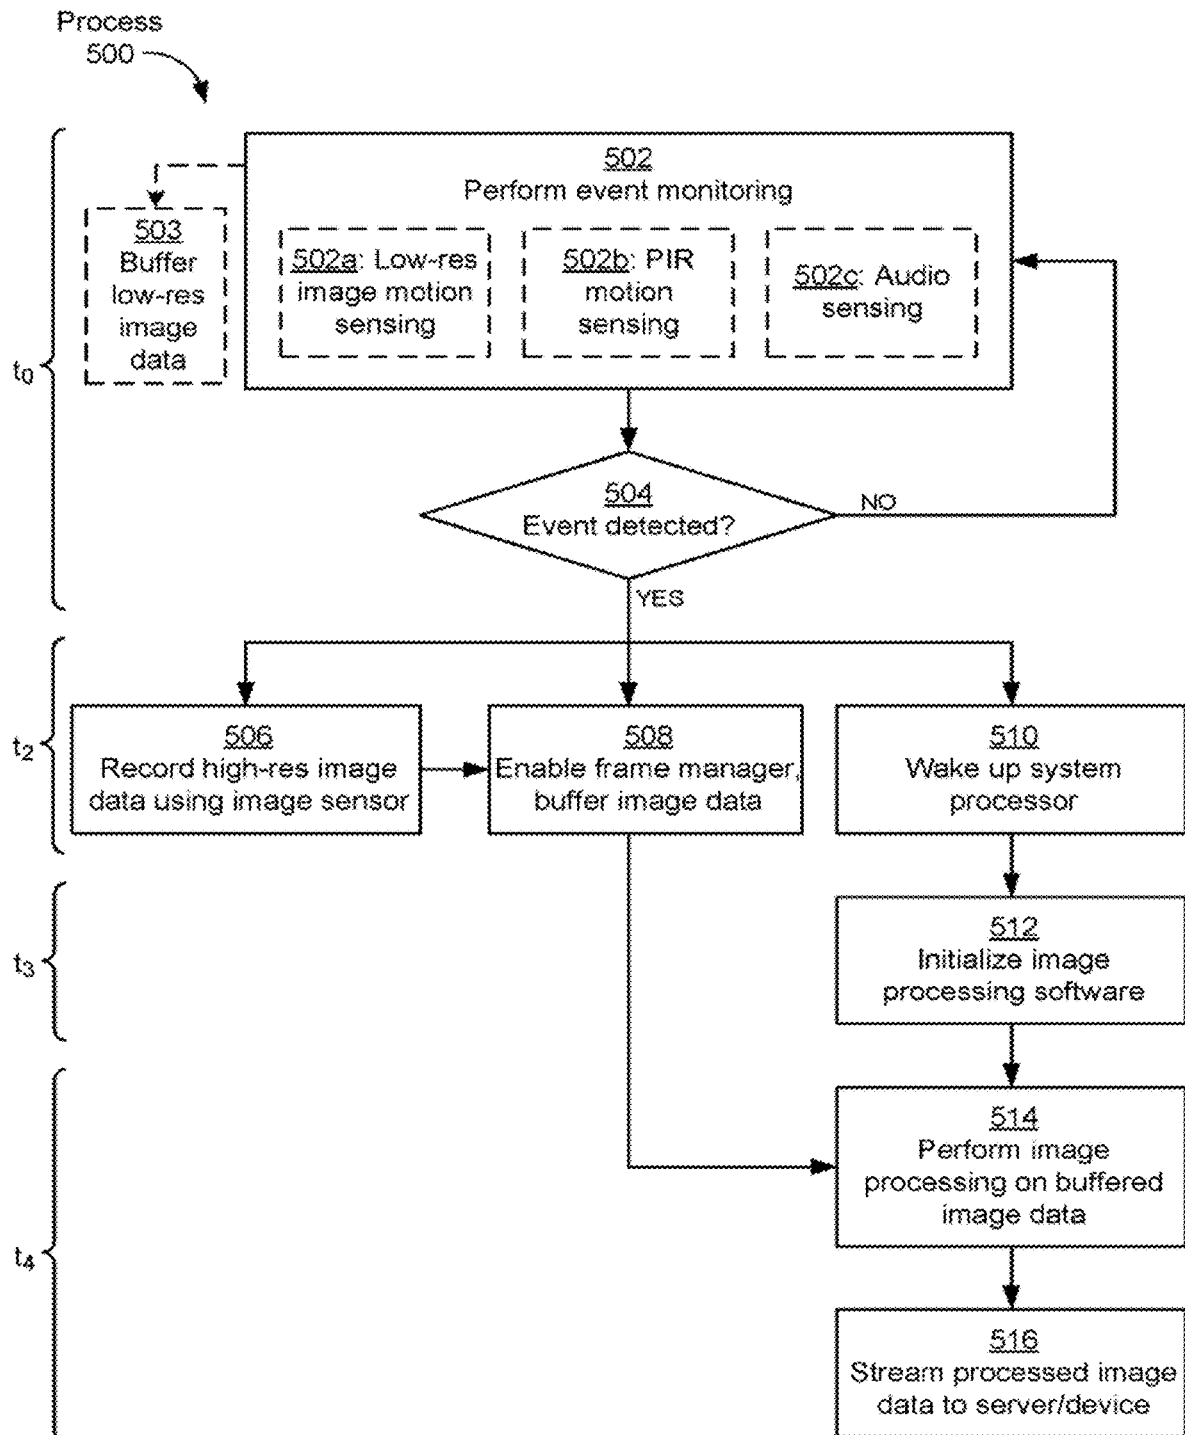 Process
500
502
Perform event monitoring
503
Buffer
low-res
image
data
502a: Low-res
image motion
sensing
502b: PIR
motion
sensing
502c: Audio
sensing
t0
504
Event detected?
NO
YES
t2
506
Record high-res image
data using image sensor
508
Enable frame manager,
buffer image data
510
Wake up system
processor
t3
512
Initialize image
processing software
t4
514
Perform image
processing on buffered
image data
516
Stream processed image
data to server/device